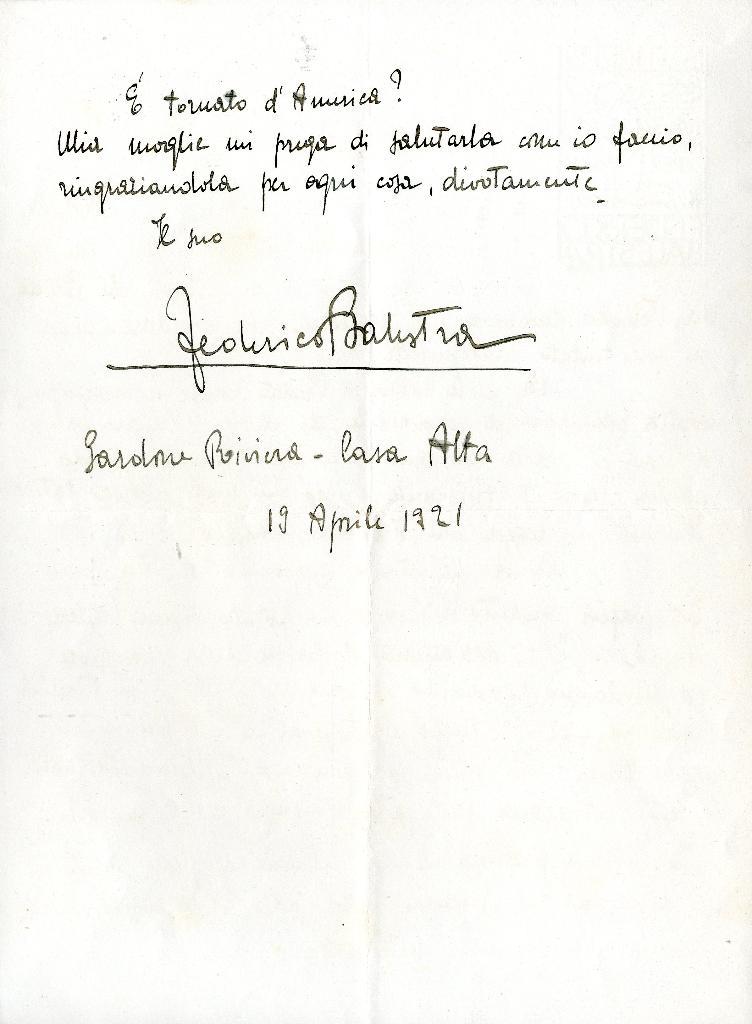 È tornato d'America?
Mia moglie mi prega di salutarla come io faccio,
ringraziandola per ogni cosa, divotamente
Il suo
Federico Balestra
Gardone Riviera - Casa Alta
19 Aprile 1921